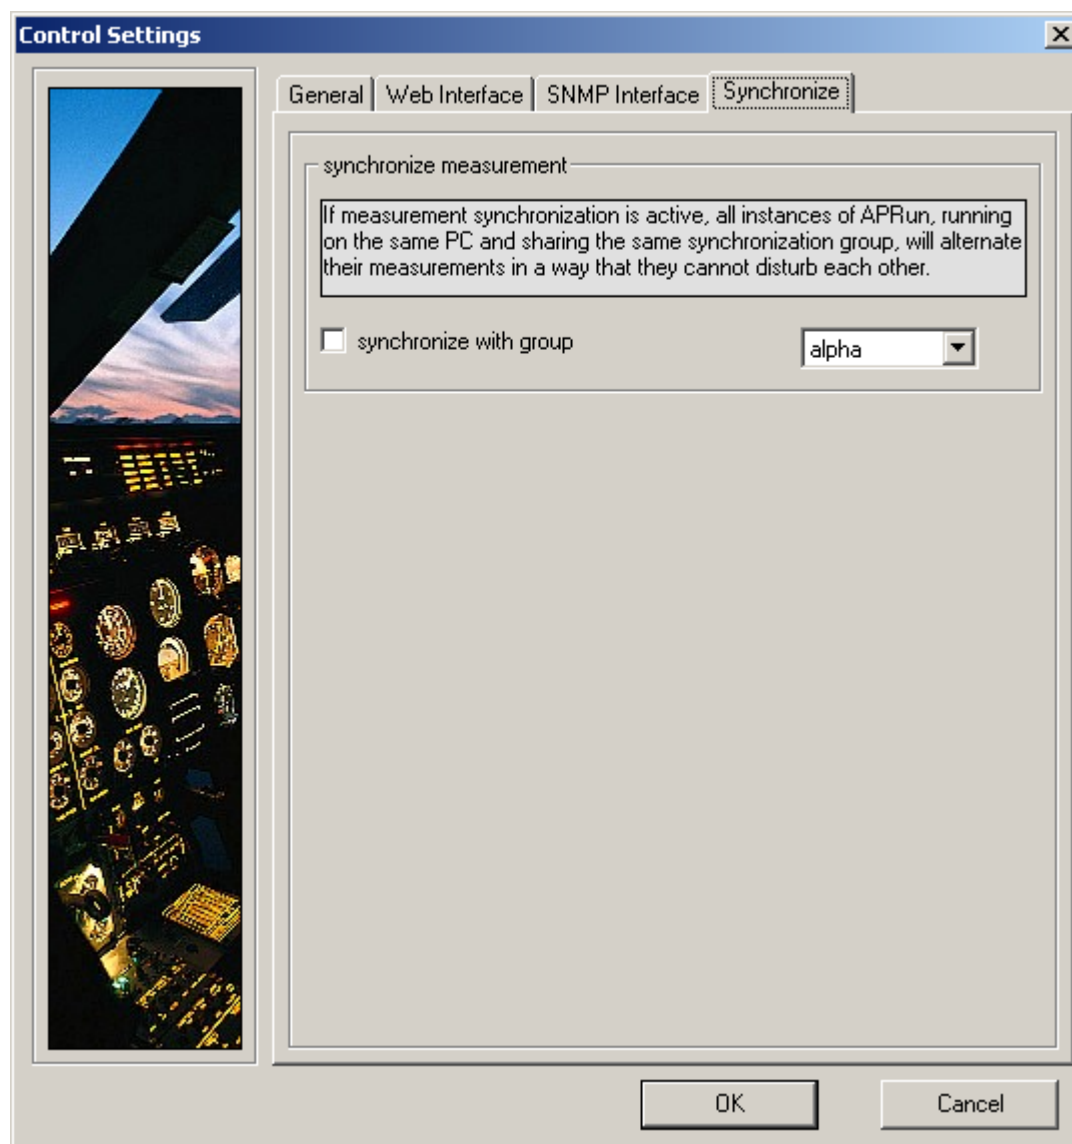 Control Settings
General
Web Interface
SNMP Interface
Synchronize
synchronize measurement
If measurement synchronization is active, all instances of APRun, running
on the same PC and sharing the same synchronization group, will alternate
their measurements in a way that they cannot disturb each other.
synchronize with group
alpha
OK
Cancel